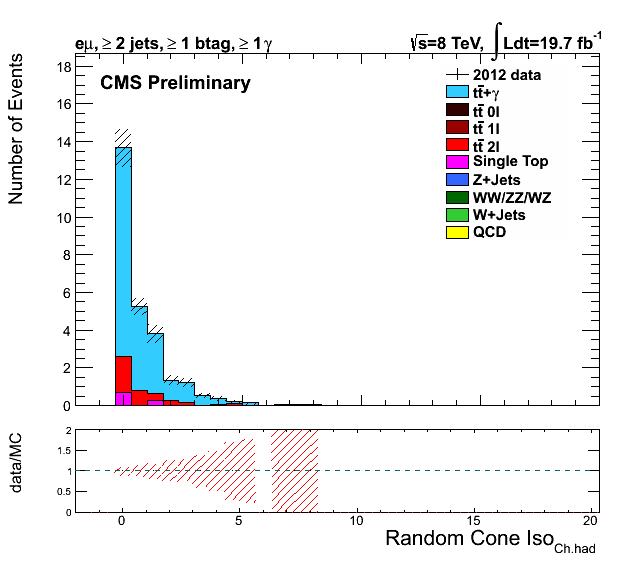 eμ, ≥ 2 jets, ≥ 1 btag, ≥ 1 γ
√s=8 TeV, ∫ Ldt=19.7 fb⁻¹
CMS Preliminary
Number of Events
18
16
14
12
10
8
6
4
2
0
2012 data
tt̄+γ
tt̄ 0l
tt̄ 1l
tt̄ 2l
Single Top
Z+Jets
WW/ZZ/WZ
W+Jets
QCD
data/MC
2
1.5
1
0.5
0
0 5 10 15 20
Random Cone Iso_Ch.had